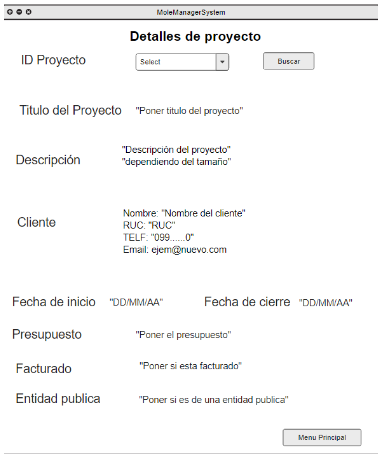 MoleManagerSystem
Detalles de proyecto
ID Proyecto Select Buscar
Titulo del Proyecto "Poner titulo del proyecto"
Descripción "Descripción del proyecto"
"dependiendo del tamaño"
Cliente
Nombre: "Nombre del cliente"
RUC: "RUC"
TELF: "099......0"
Email: ejem@nuevo.com
Fecha de inicio "DD/MM/AA" Fecha de cierre "DD/MM/AA"
Presupuesto "Poner el presupuesto"
Facturado "Poner si esta facturado"
Entidad publica "Poner si es de una entidad publica"
Menu Principal